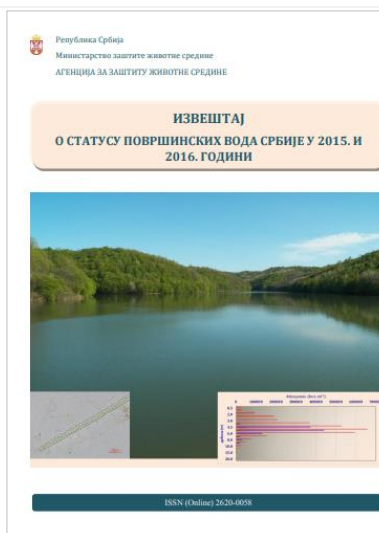 Република Србија
Министарство заштите животне средине
АГЕНЦИЈА ЗА ЗАШТИТУ ЖИВОТНЕ СРЕДИНЕ
ИЗВЕШТАЈ
О СТАТУСУ ПОВРШИНСКИХ ВОДА СРБИЈЕ У 2015. И
2016. ГОДИНИ
ISSN (Online) 2620-0058